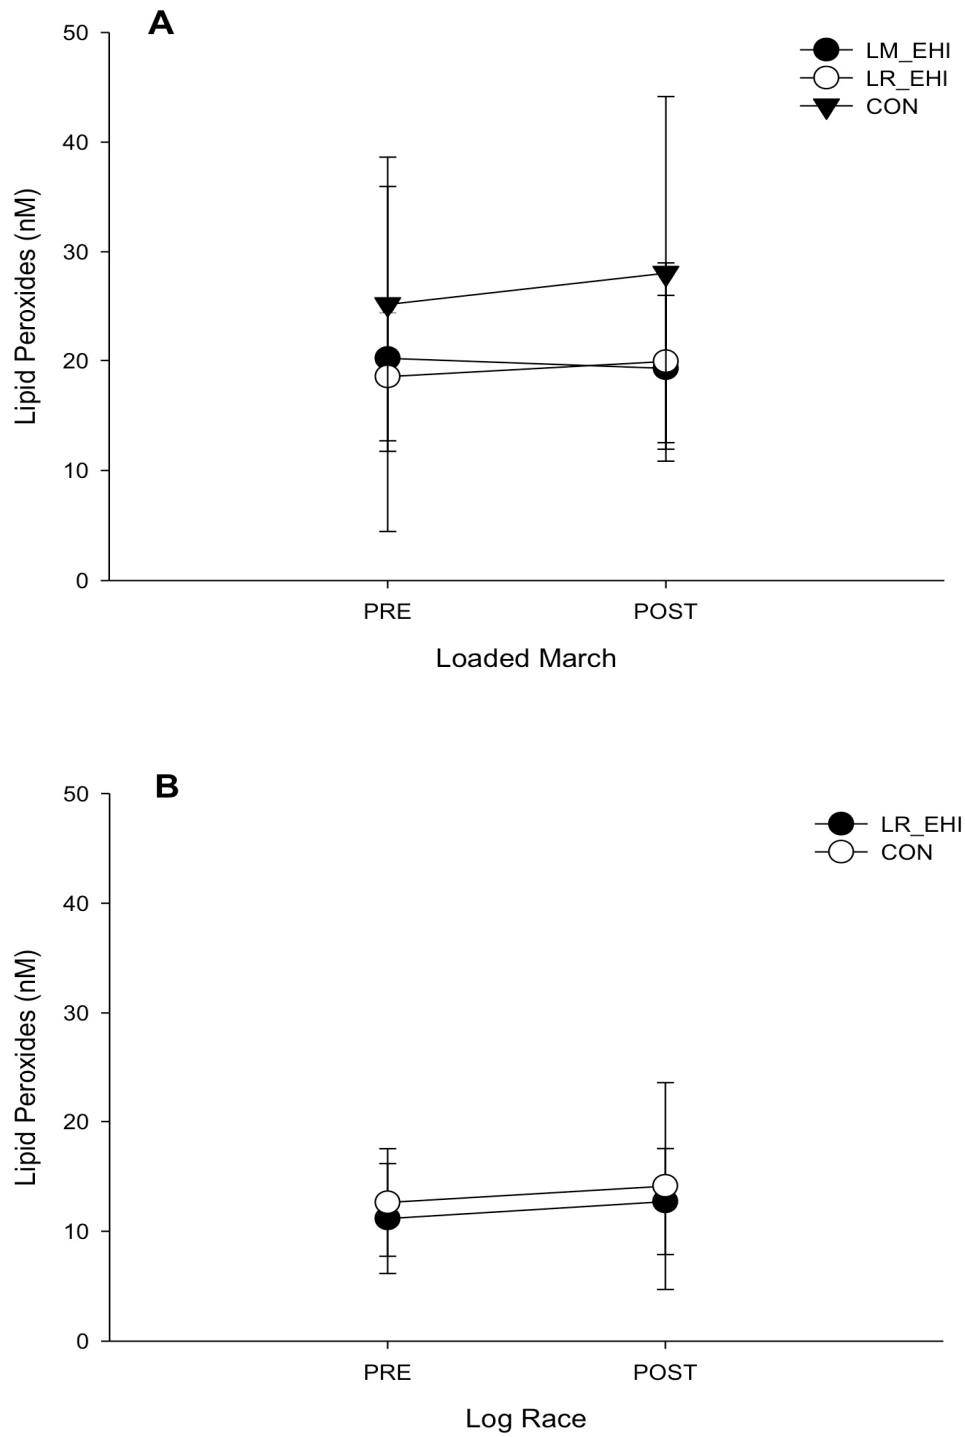 A
50
40
30
20
10
0
Lipid Peroxides (nM)
LM_EHI
LR_EHI
CON
PRE
POST
Loaded March
B
50
40
30
20
10
0
Lipid Peroxides (nM)
LR_EHI
CON
PRE
POST
Log Race